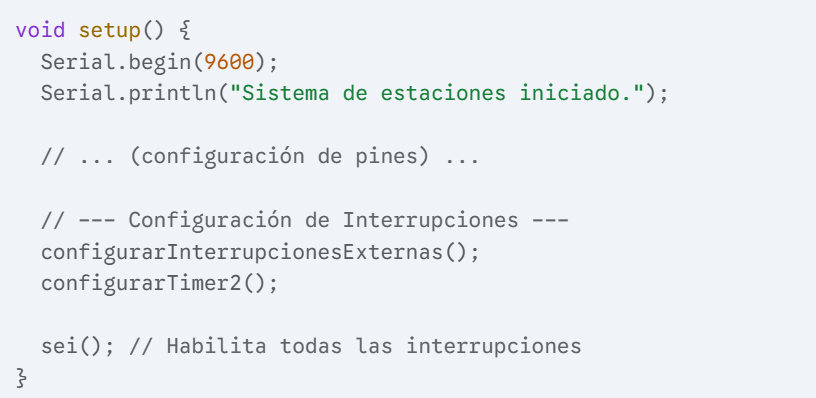 void setup() {
  Serial.begin(9600);
  Serial.println("Sistema de estaciones iniciado.");

  // ... (configuración de pines) ...

  // --- Configuración de Interrupciones ---
  configurarInterrupcionesExternas();
  configurarTimer2();

  sei(); // Habilita todas las interrupciones
}